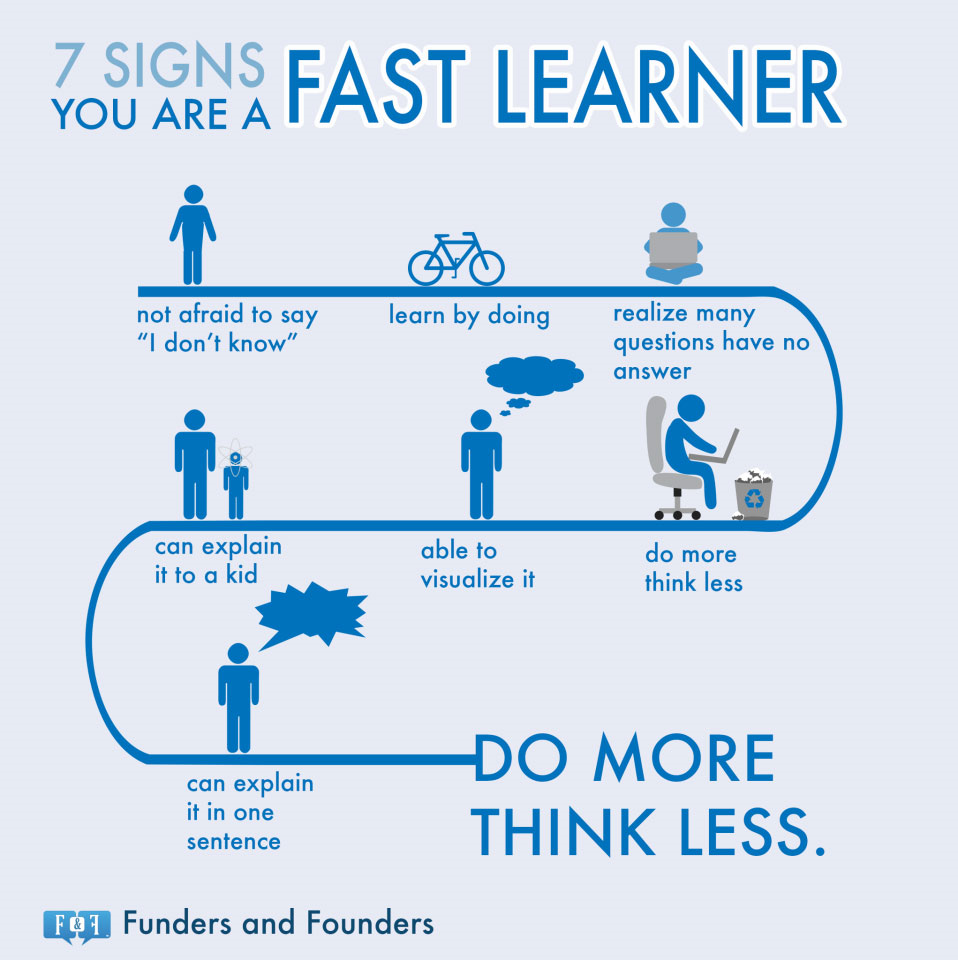 7 SIGNS
YOU ARE A FAST LEARNER
not afraid to say
“I don’t know”
learn by doing
realize many
questions have no
answer
do more
think less
able to
visualize it
can explain
it to a kid
can explain
it in one
sentence
DO MORE
THINK LESS.
F&F Funders and Founders